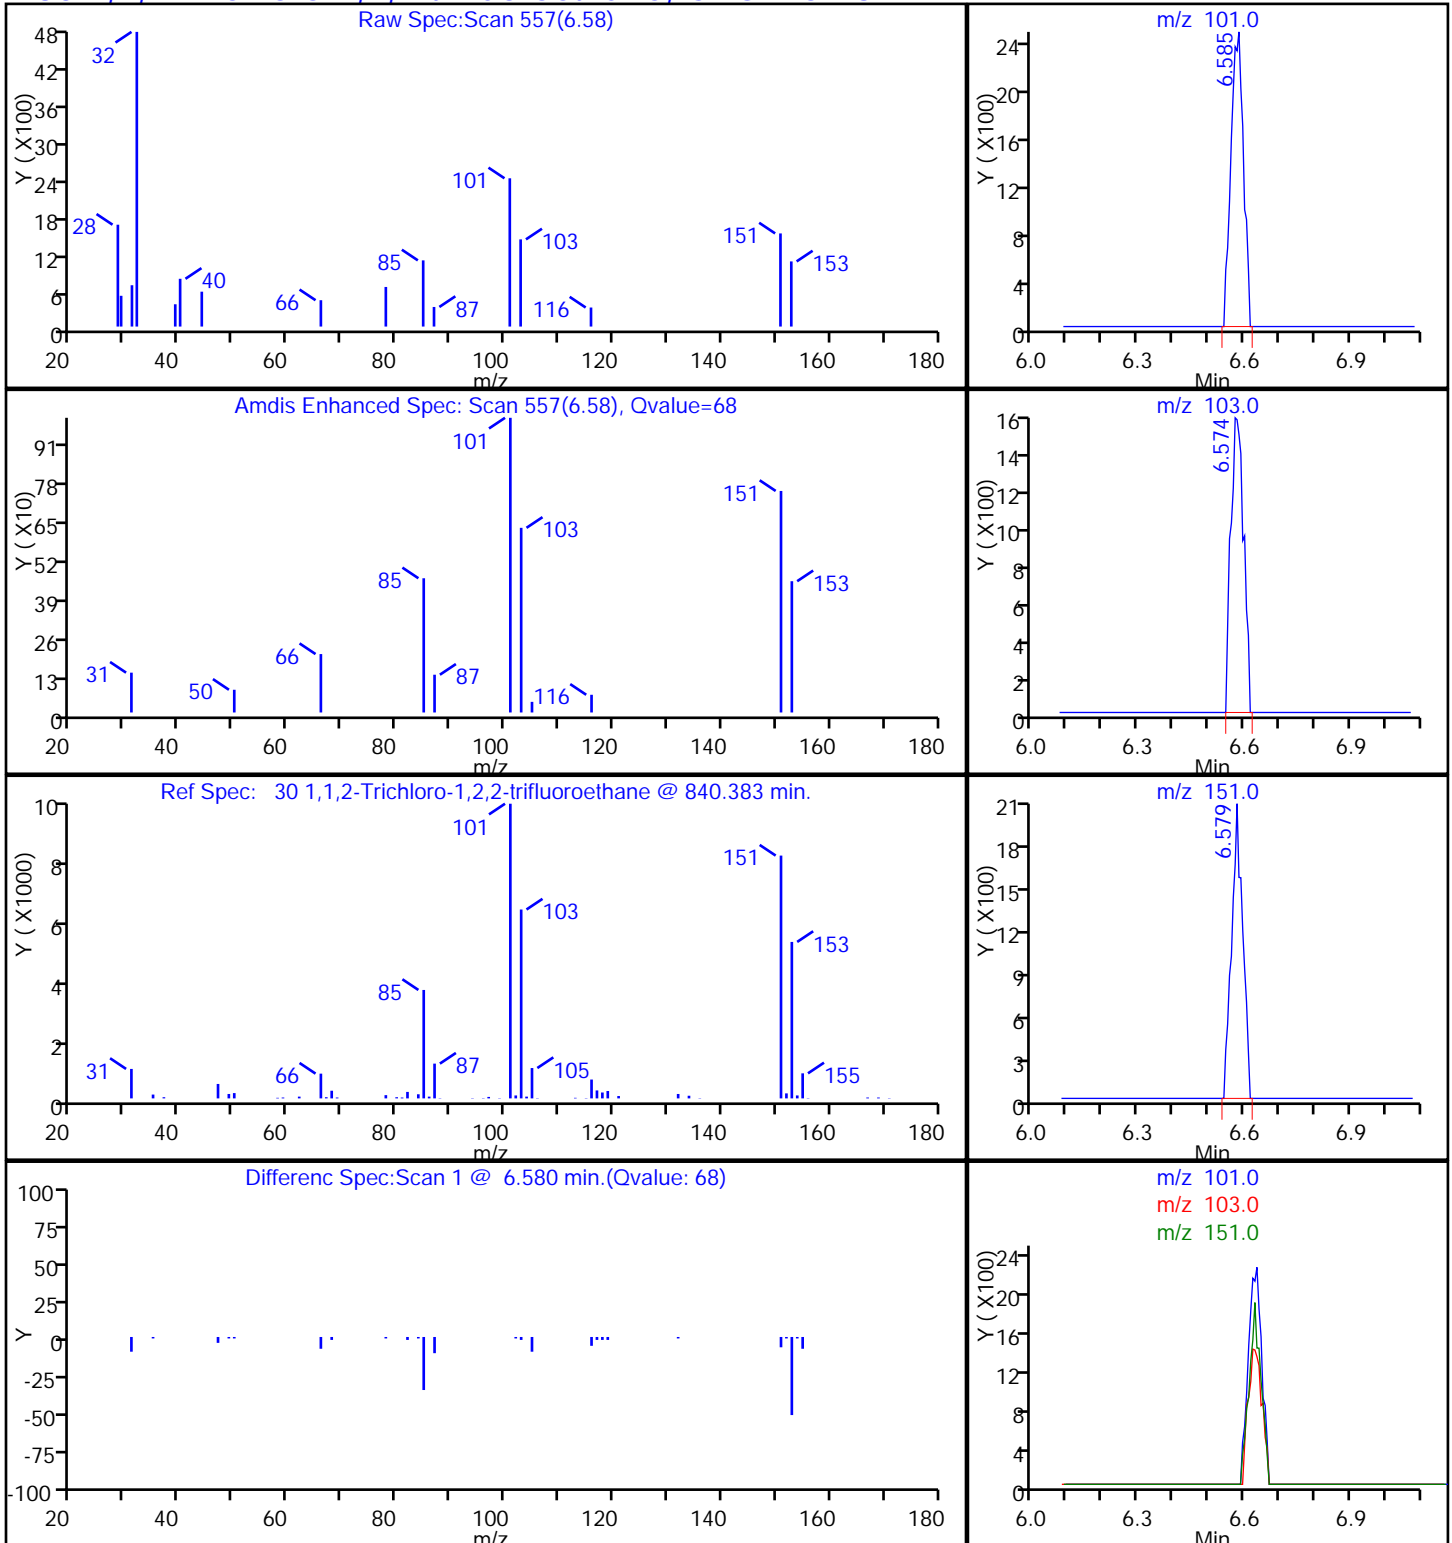 Raw Spec:Scan 557(6.58)
Y ( X100)
48
42
36
30
24
18
12
6
0
32
28
40
66
85
87
101
103
116
151
153
20 40 60 80 100 120 140 160 180
m/z
m/z 101.0
Y ( X100)
24
20
16
12
8
4
0
6.585
6.0 6.3 6.6 6.9
Min
Amdis Enhanced Spec: Scan 557(6.58), Qvalue=68
Y ( X10)
91
78
65
52
39
26
13
0
31
50
66
85
87
101
103
116
151
153
20 40 60 80 100 120 140 160 180
m/z
m/z 103.0
Y ( X100)
16
14
12
10
8
6
4
2
0
6.574
6.0 6.3 6.6 6.9
Min
Ref Spec: 30 1,1,2-Trichloro-1,2,2-trifluoroethane @ 840.383 min.
Y ( X1000)
10
8
6
4
2
0
31
66
85
87
101
103
105
151
153
155
20 40 60 80 100 120 140 160 180
m/z
m/z 151.0
Y ( X100)
21
18
15
12
9
6
3
0
6.579
6.0 6.3 6.6 6.9
Min
Differenc Spec:Scan 1 @ 6.580 min.(Qvalue: 68)
Y
100
75
50
25
0
-25
-50
-75
-100
20 40 60 80 100 120 140 160 180
m/z
m/z 101.0
m/z 103.0
m/z 151.0
Y ( X100)
24
20
16
12
8
4
0
6.0 6.3 6.6 6.9
Min